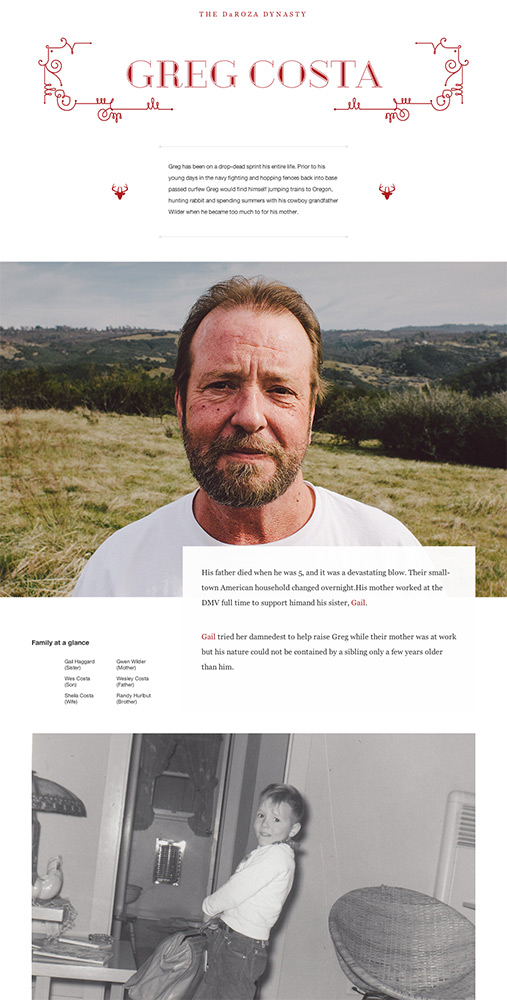 THE DaROZA DYNASTY
GREG COSTA
Greg has been on a drop-dead sprint his entire life. Prior to his
young days in the navy fighting and hopping fences back into base
passed curfew Greg would find himself jumping trains to Oregon,
hunting rabbit and spending summers with his cowboy grandfather
Wilder when he became too much to for his mother.
His father died when he was 5, and it was a devastating blow. Their small-
town American household changed overnight.His mother worked at the
DMV full time to support himand his sister, Gail.
Gail tried her damnedest to help raise Greg while their mother was at work
but his nature could not be contained by a sibling only a few years older
than him.
Family at a glance
Gail Haggard
(Sister)
Gwen Wilder
(Mother)
Wes Costa
(Son)
Wesley Costa
(Father)
Sheila Costa
(Wife)
Randy Hurlbut
(Brother)